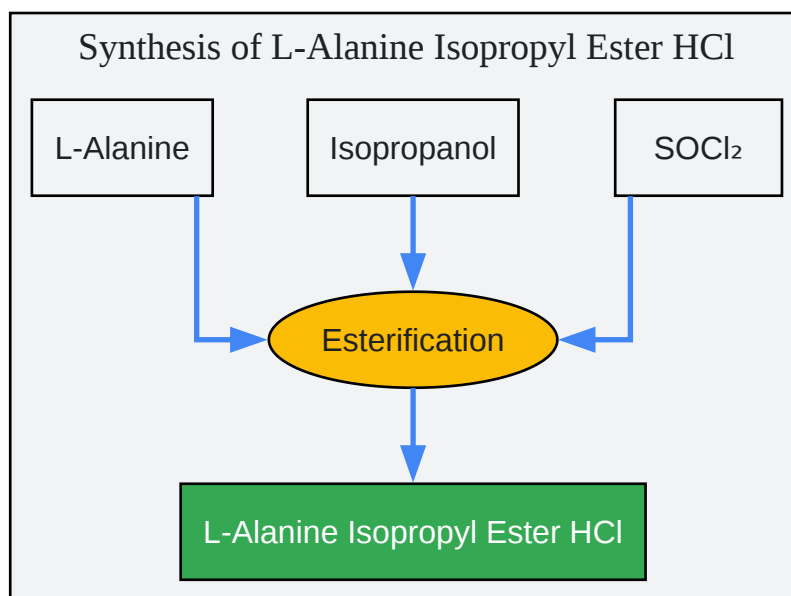 Synthesis of L-Alanine Isopropyl Ester HCl
L-Alanine
Isopropanol
SOCl₂
Esterification
L-Alanine Isopropyl Ester HCl